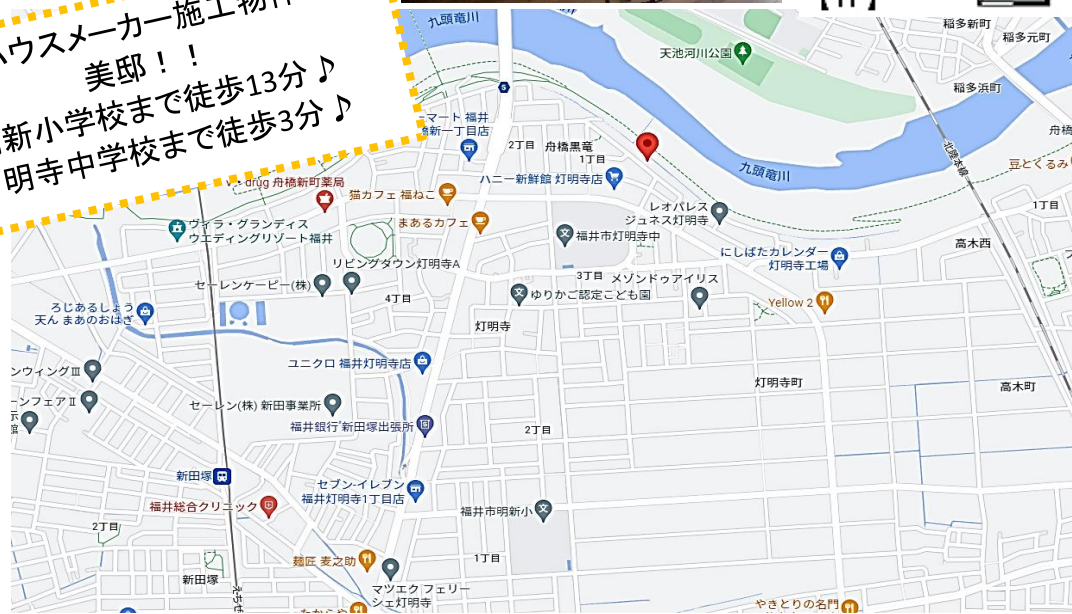 ハウスメーカー施工物件
美邸！！
新小学校まで徒歩13分♪
明寺中学校まで徒歩3分♪
九頭竜川
天池河川公園
稲多新町
稲多元町
稲多浜町
5
マート 福井
新一丁目店
2丁目
舟橋黒竜
1丁目
ハニー新鮮館 灯明寺店
九頭竜川
北陸本線
舟橋
豆とくるみ
drug 舟橋新町薬局
猫カフェ 福ねこ
まあるカフェ
レオパレス
ジュネス灯明寺
1丁目
ヴィラ・グランディス
ウエディングリゾート福井
福井市灯明寺中
高木西
にしばたカレンダー
灯明寺工場
リビングタウン灯明寺A
セーレンケーピー(株)
3丁目
メゾンドゥアイリス
4丁目
ゆりかご認定こども園
Yellow 2
ろじあるしょう
天ん まあのおはぎ
灯明寺
ユニクロ 福井灯明寺店
ンウィングⅢ
灯明寺町
高木町
ーンフェアⅡ
セーレン(株) 新田事業所
福井銀行 新田塚出張所
2丁目
新田塚
セブン-イレブン
福井灯明寺1丁目店
福井総合クリニック
福井市明新小
2丁目
麺匠 麦之助
1丁目
新田塚
マツエク フェリー
シェ灯明寺
たからや
やきとりの名門